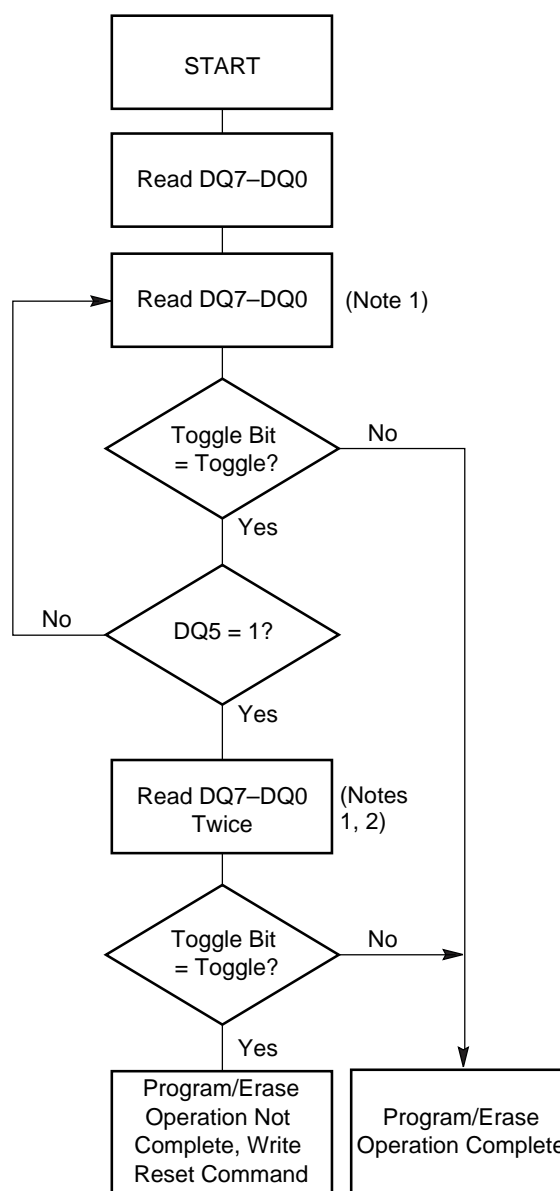 START
Read DQ7–DQ0
Read DQ7–DQ0
(Note 1)
Toggle Bit
= Toggle?
No
Yes
No
DQ5 = 1?
Yes
Read DQ7–DQ0
Twice
(Notes
1, 2)
Toggle Bit
= Toggle?
No
Yes
Program/Erase
Operation Not
Complete, Write
Reset Command
Program/Erase
Operation Complete